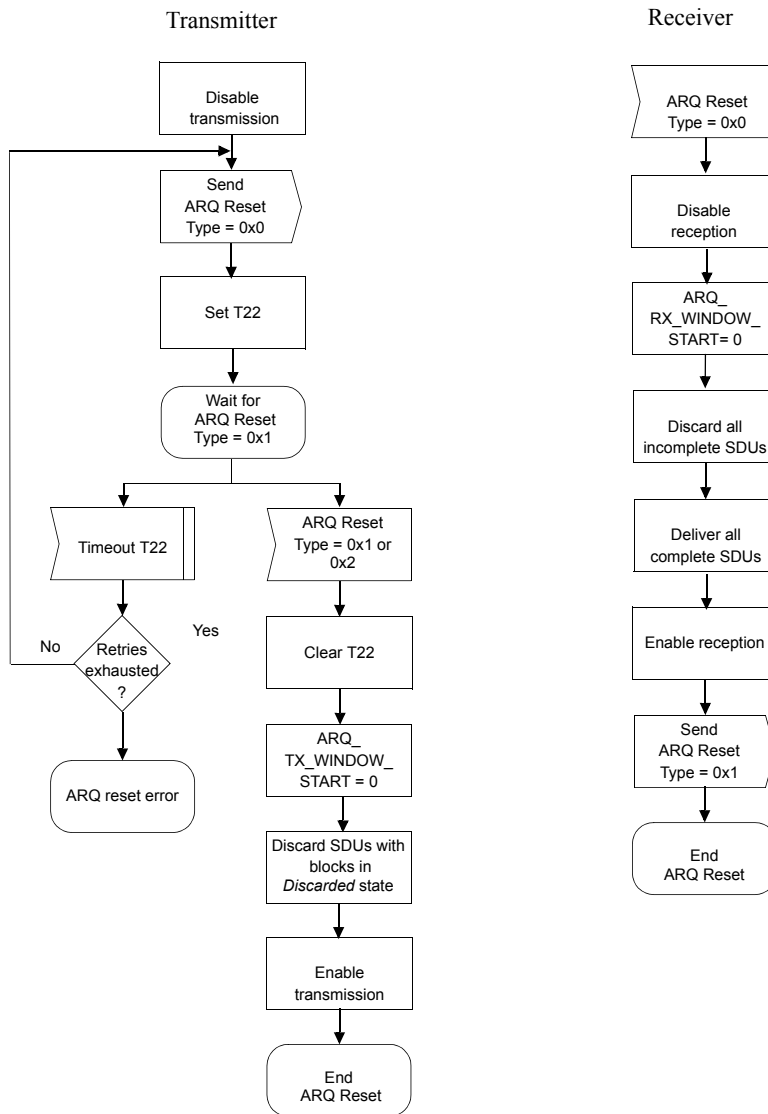 Transmitter
Disable
transmission
Send
ARQ Reset
Type = 0x0
Set T22
Wait for
ARQ Reset
Type = 0x1
Timeout T22
No
Retries
exhausted
?
Yes
ARQ reset error
ARQ Reset
Type = 0x1 or
0x2
Clear T22
ARQ_
TX_WINDOW_
START = 0
Discard SDUs with
blocks in
Discarded state
Enable
transmission
End
ARQ Reset
Receiver
ARQ Reset
Type = 0x0
Disable
reception
ARQ_
RX_WINDOW_
START= 0
Discard all
incomplete SDUs
Deliver all
complete SDUs
Enable reception
Send
ARQ Reset
Type = 0x1
End
ARQ Reset